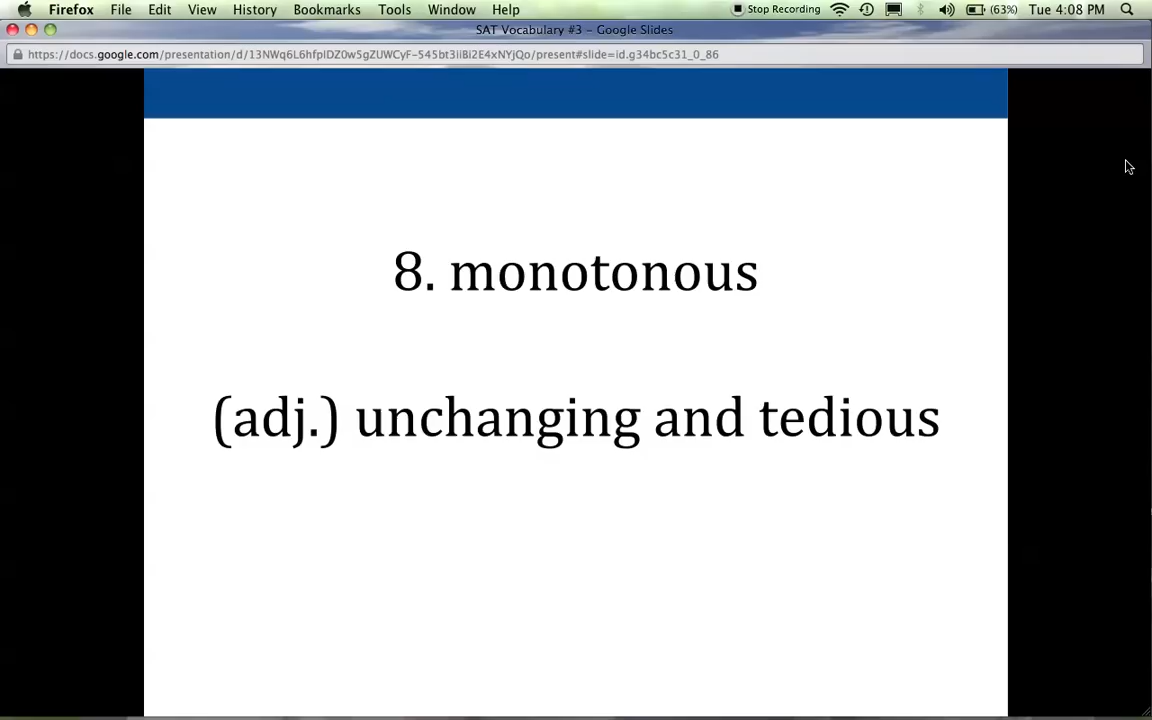 Firefox File Edit View History Bookmarks Tools Window Help Stop Recording (63%) Tue 4:08 PM
SAT Vocabulary #3 – Google Slides
8. monotonous
(adj.) unchanging and tedious